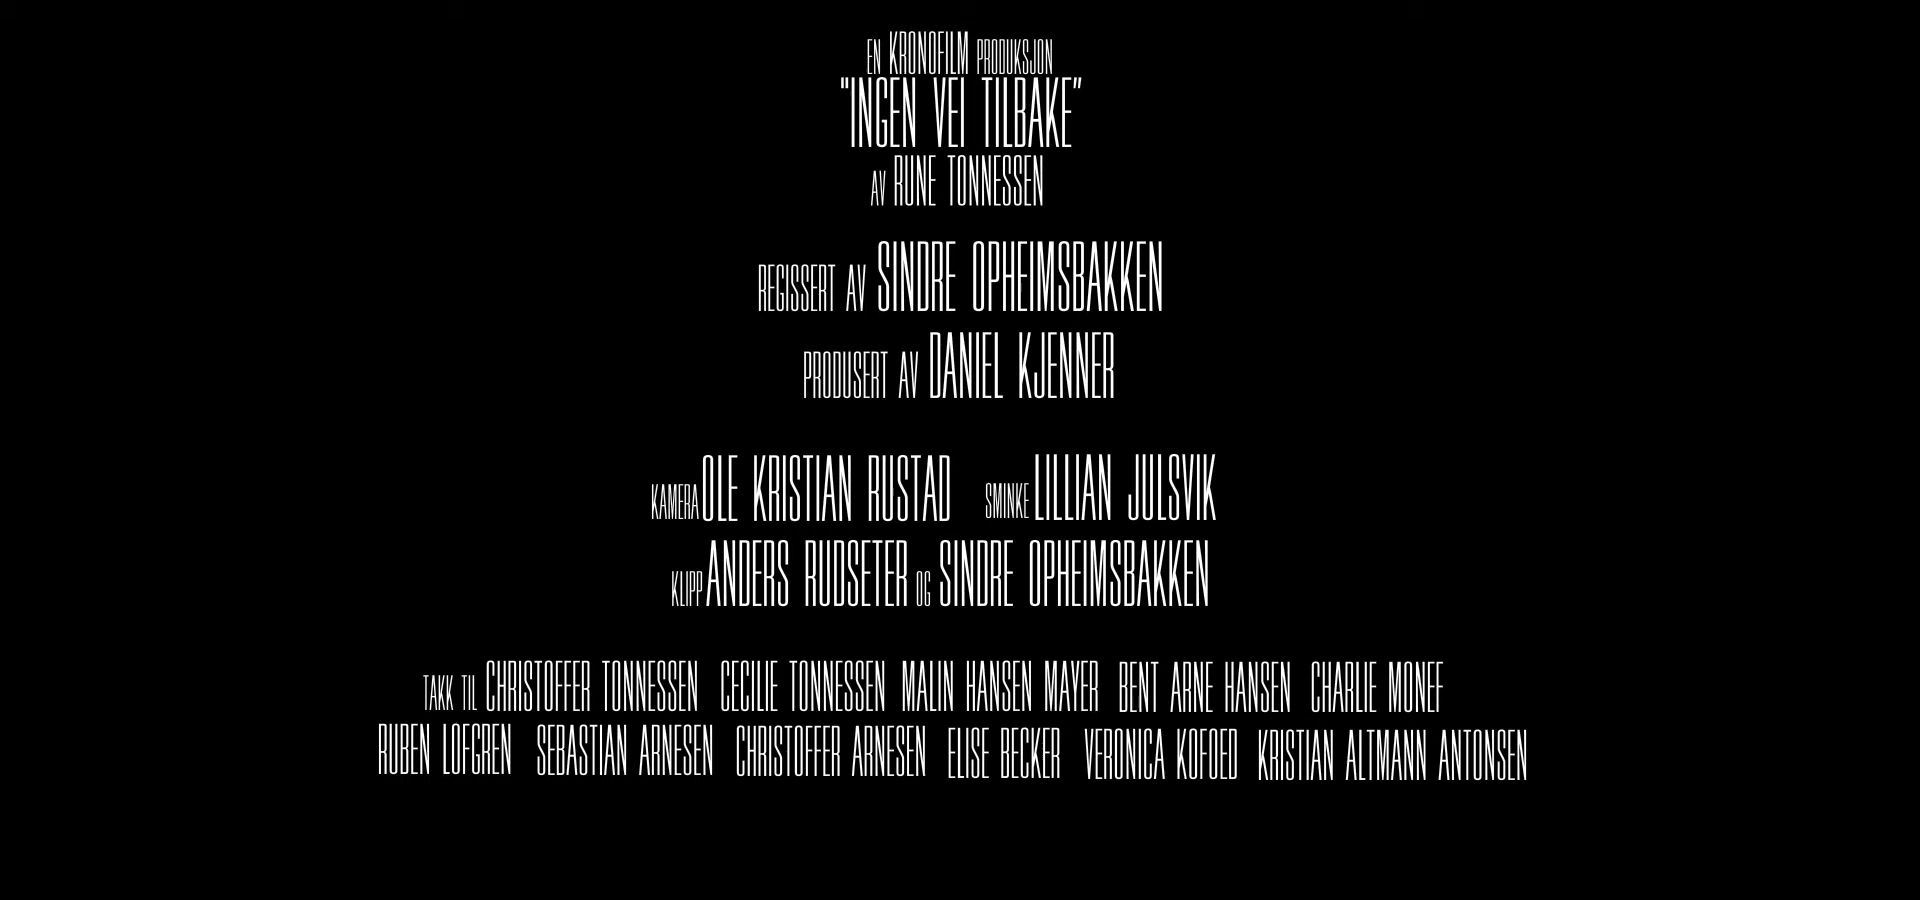 EN KRONOFILM PRODUKSJON
"INGEN VEI TILBAKE"
AV RUNE TONNESSEN
REGISSERT AV SINDRE OPHEIMSBAKKEN
PRODUSERT AV DANIEL KJENNER
KAMERA OLE KRISTIAN RUSTAD SMINKE LILLIAN JULSVIK
KLIPP ANDERS RUDSETER OG SINDRE OPHEIMSBAKKEN
TAKK TIL CHRISTOFFER TONNESSEN CECILIE TONNESSEN MALIN HANSEN MAYER BENT ARNE HANSEN CHARLIE MONEF
RUBEN LOFGREN SEBASTIAN ARNESEN CHRISTOFFER ARNESEN ELISE BECKER VERONICA KOFOED KRISTIAN ALTMANN ANTONSEN